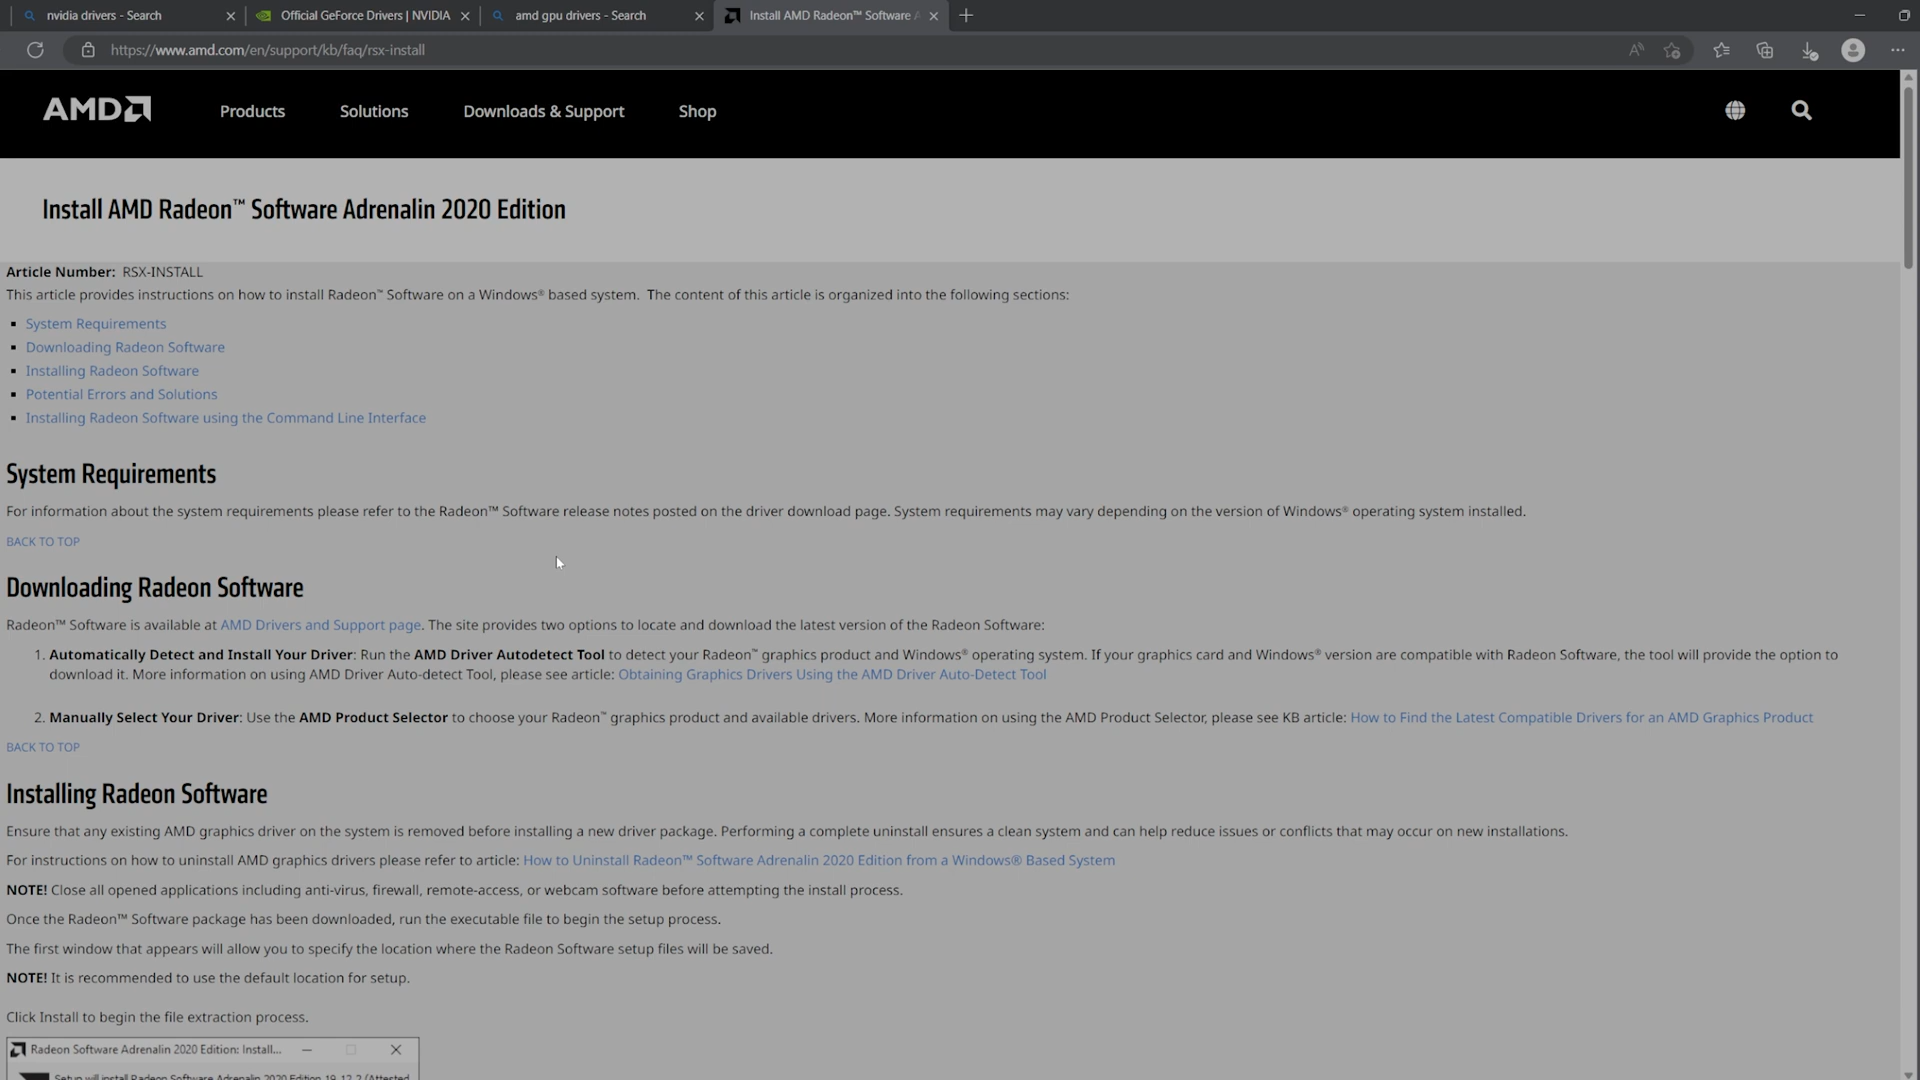 nvidia drivers - Search
Official GeForce Drivers | NVIDIA
amd gpu drivers - Search
Install AMD Radeon™ Software A
https://www.amd.com/en/support/kb/faq/rsx-install
AMD
Products
Solutions
Downloads & Support
Shop
Install AMD Radeon™ Software Adrenalin 2020 Edition
Article Number: RSX-INSTALL
This article provides instructions on how to install Radeon™ Software on a Windows® based system. The content of this article is organized into the following sections:
System Requirements
Downloading Radeon Software
Installing Radeon Software
Potential Errors and Solutions
Installing Radeon Software using the Command Line Interface
System Requirements
For information about the system requirements please refer to the Radeon™ Software release notes posted on the driver download page. System requirements may vary depending on the version of Windows® operating system installed.
BACK TO TOP
Downloading Radeon Software
Radeon™ Software is available at AMD Drivers and Support page. The site provides two options to locate and download the latest version of the Radeon Software:
1. Automatically Detect and Install Your Driver: Run the AMD Driver Autodetect Tool to detect your Radeon™ graphics product and Windows® operating system. If your graphics card and Windows® version are compatible with Radeon Software, the tool will provide the option to
download it. More information on using AMD Driver Auto-detect Tool, please see article: Obtaining Graphics Drivers Using the AMD Driver Auto-Detect Tool
2. Manually Select Your Driver: Use the AMD Product Selector to choose your Radeon™ graphics product and available drivers. More information on using the AMD Product Selector, please see KB article: How to Find the Latest Compatible Drivers for an AMD Graphics Product
BACK TO TOP
Installing Radeon Software
Ensure that any existing AMD graphics driver on the system is removed before installing a new driver package. Performing a complete uninstall ensures a clean system and can help reduce issues or conflicts that may occur on new installations.
For instructions on how to uninstall AMD graphics drivers please refer to article: How to Uninstall Radeon™ Software Adrenalin 2020 Edition from a Windows® Based System
NOTE! Close all opened applications including anti-virus, firewall, remote-access, or webcam software before attempting the install process.
Once the Radeon™ Software package has been downloaded, run the executable file to begin the setup process.
The first window that appears will allow you to specify the location where the Radeon Software setup files will be saved.
NOTE! It is recommended to use the default location for setup.
Click Install to begin the file extraction process.
Radeon Software Adrenalin 2020 Edition: Install...
Setup will install Radeon Software Adrenalin 2020 Edition 19.12.2 (Attested